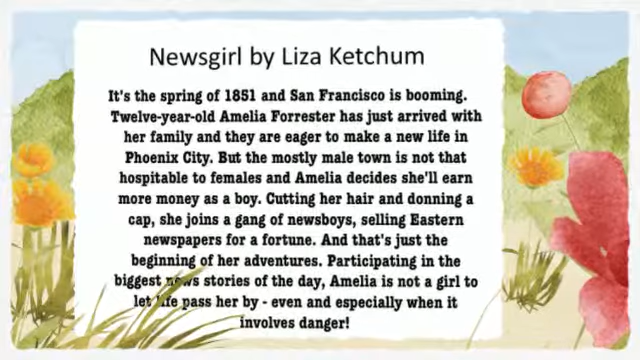 Newsgirl by Liza Ketchum
It's the spring of 1851 and San Francisco is booming.
Twelve-year-old Amelia Forrester has just arrived with
her family and they are eager to make a new life in
Phoenix City. But the mostly male town is not that
hospitable to females and Amelia decides she'll earn
more money as a boy. Cutting her hair and donning a
cap, she joins a gang of newsboys, selling Eastern
newspapers for a fortune. And that's just the
beginning of her adventures. Participating in the
biggest news stories of the day, Amelia is not a girl to
let life pass her by - even and especially when it
involves danger!